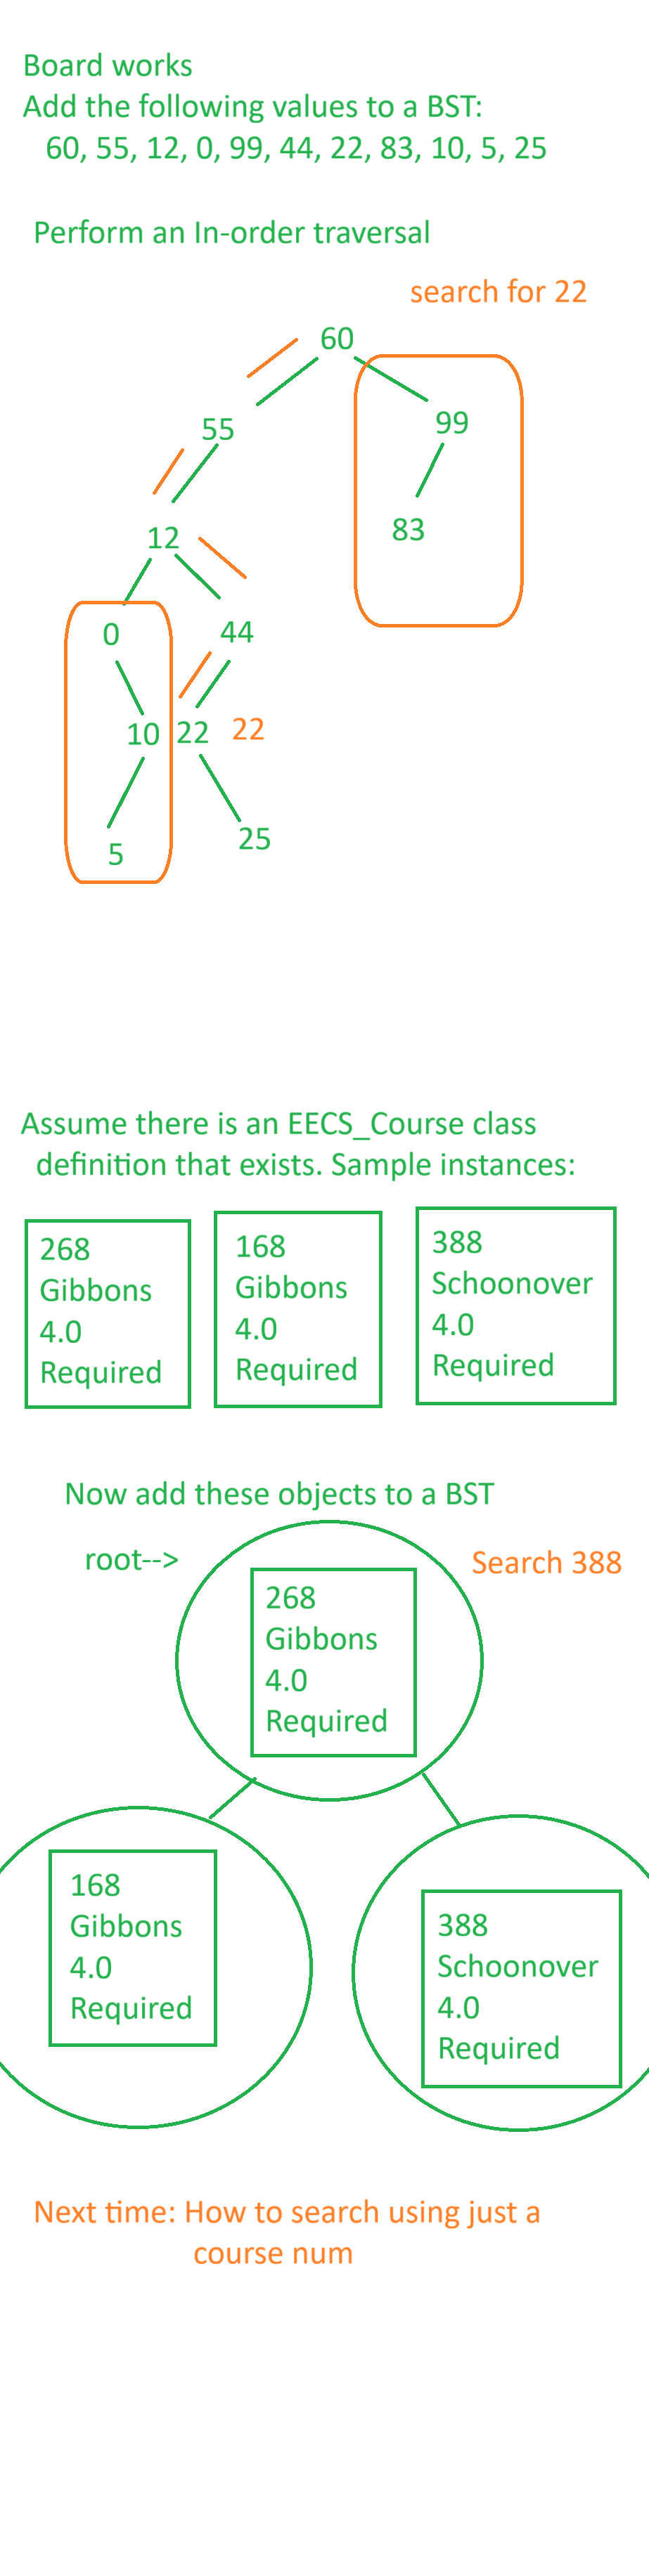 Board works
Add the following values to a BST:
60, 55, 12, 0, 99, 44, 22, 83, 10, 5, 25
Perform an In-order traversal
search for 22
60
55
99
12
83
0
44
10
22
22
5
25
Assume there is an EECS_Course class
definition that exists. Sample instances:
268
Gibbons
4.0
Required
168
Gibbons
4.0
Required
388
Schoonover
4.0
Required
Now add these objects to a BST
root-->
Search 388
268
Gibbons
4.0
Required
168
Gibbons
4.0
Required
388
Schoonover
4.0
Required
Next time: How to search using just a
course num